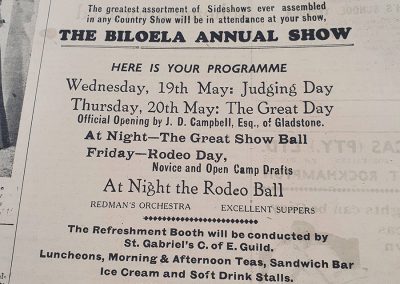 The greatest assortment of Sideshows ever assembled
in any Country Show will be in attendance at your show,
THE BILOELA ANNUAL SHOW
HERE IS YOUR PROGRAMME
Wednesday, 19th May: Judging Day
Thursday, 20th May: The Great Day
Official Opening by J. D. Campbell, Esq., of Gladstone.
At Night—The Great Show Ball
Friday—Rodeo Day,
Novice and Open Camp Drafts
At Night the Rodeo Ball
REDMAN'S ORCHESTRA EXCELLENT SUPPERS
The Refreshment Booth will be conducted by
St. Gabriel's C. of E. Guild.
Luncheons, Morning & Afternoon Teas, Sandwich Bar
Ice Cream and Soft Drink Stalls.